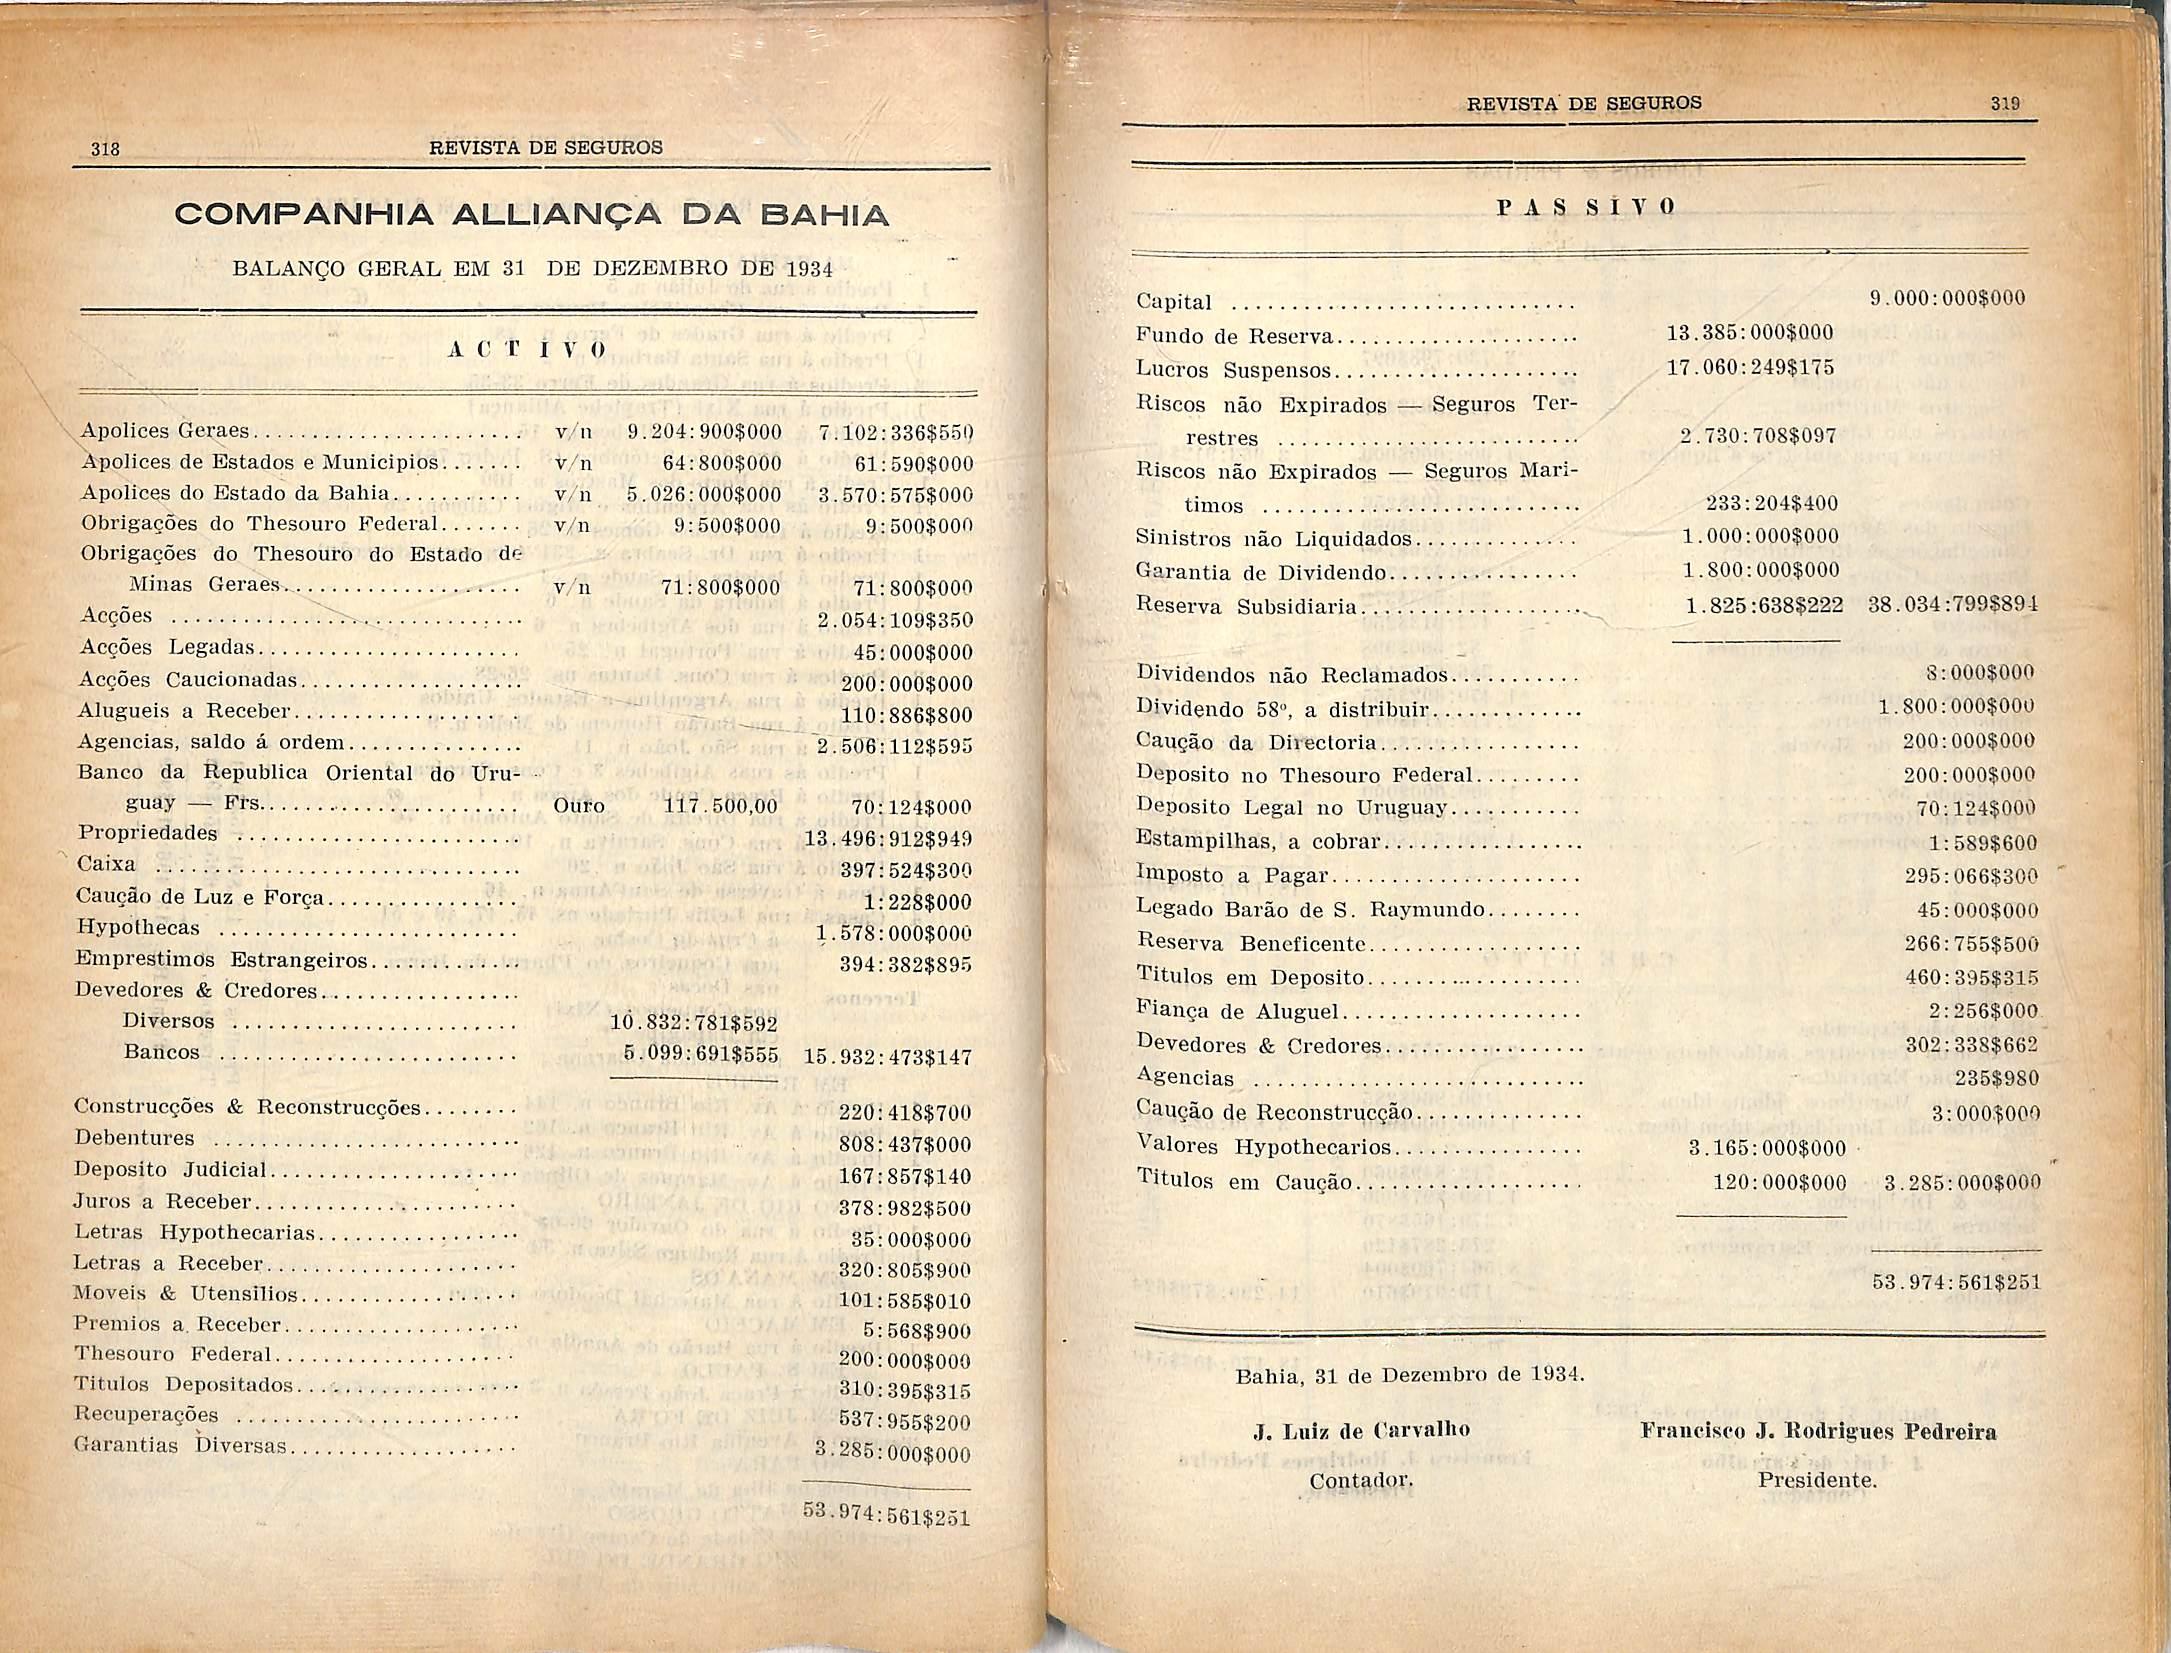 318 REVISTA DE SEGUROS
COMPANHIA ALLIANÇA DA BAHIA
BALANÇO GERAL EM 31 DE DEZEMBRO DE 1934
ACTIVO
Apolices Geraes....................... v/n 9.204:900$000 7.102:336$550
Apolices de Estados e Municipios....... v/n 64:800$000 61:590$000
Apolices do Estado da Bahia........... v/n 5.026:000$000 3.570:575$000
Obrigações do Thesouro Federal....... v/n 9:500$000 9:500$000
Obrigações do Thesouro do Estado de
Minas Geraes.................... v/n 71:800$000 71:800$000
Acções .............................. 2.054:109$350
Acções Legadas...................... 45:000$000
Acções Caucionadas................... 200:000$000
Alugueis a Receber................... 110:886$800
Agencias, saldo á ordem............... 2.506:112$595
Banco da Republica Oriental do Uru-
guay — Frs...................... Ouro 117.500,00 70:124$000
Propriedades ........................ 13.496:912$949
Caixa ............................... 397:524$300
Caução de Luz e Força................ 1:228$000
Hypothecas ......................... 1.578:000$000
Emprestimos Estrangeiros............. 394:382$895
Devedores & Credores.................
Diversos ........................ 10.832:781$592
Bancos ......................... 5.099:691$555 15.932:473$147
Construcções & Reconstrucções........ 220:418$700
Debentures .......................... 808:437$000
Deposito Judicial..................... 167:857$140
Juros a Receber...................... 378:982$500
Letras Hypothecarias................. 35:000$000
Letras a Receber..................... 320:805$900
Moveis & Utensilios................... 101:585$010
Premios a Receber.................... 5:568$900
Thesouro Federal..................... 200:000$000
Titulos Depositados................... 310:395$315
Recuperações ........................ 537:955$200
Garantias Diversas................... 3.285:000$000
53.974:561$251
REVISTA DE SEGUROS 319
PASSIVO
Capital ............................. 9.000:000$000
Fundo de Reserva..................... 13.385:000$000
Lucros Suspensos..................... 17.060:249$175
Riscos não Expirados — Seguros Ter-
restres .......................... 2.730:708$097
Riscos não Expirados — Seguros Mari-
timos ........................... 233:204$400
Sinistros não Liquidados.............. 1.000:000$000
Garantia de Dividendo................ 1.800:000$000
Reserva Subsidiaria................... 1.825:638$222 38.034:799$894
Dividendos não Reclamados........... 8:000$000
Dividendo 58º, a distribuir............. 1.800:000$000
Caução da Directoria................. 200:000$000
Deposito no Thesouro Federal......... 200:000$000
Deposito Legal no Uruguay........... 70:124$000
Estampilhas, a cobrar................. 1:589$600
Imposto a Pagar..................... 295:066$300
Legado Barão de S. Raymundo........ 45:000$000
Reserva Beneficente.................. 266:755$500
Titulos em Deposito.................. 460:395$315
Fiança de Aluguel.................... 2:256$000
Devedores & Credores................. 302:338$662
Agencias ............................ 235$980
Caução de Reconstrucção.............. 3:000$000
Valores Hypothecarios................ 3.165:000$000
Titulos em Caução................... 120:000$000 3.285:000$000
53.974:561$251
Bahia, 31 de Dezembro de 1934.
J. Luiz de Carvalho Francisco J. Rodrigues Pedreira
Contador. Presidente.